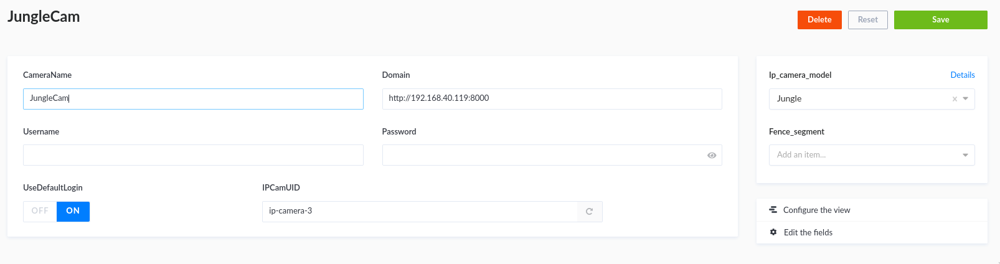 JungleCam
Delete Reset Save
CameraName
JungleCam
Domain
http://192.168.40.119:8000
Username
Password
UseDefaultLogin
OFF ON
IPCamUID
ip-camera-3
Ip_camera_model Details
Jungle x
Fence_segment
Add an item...
Configure the view
Edit the fields